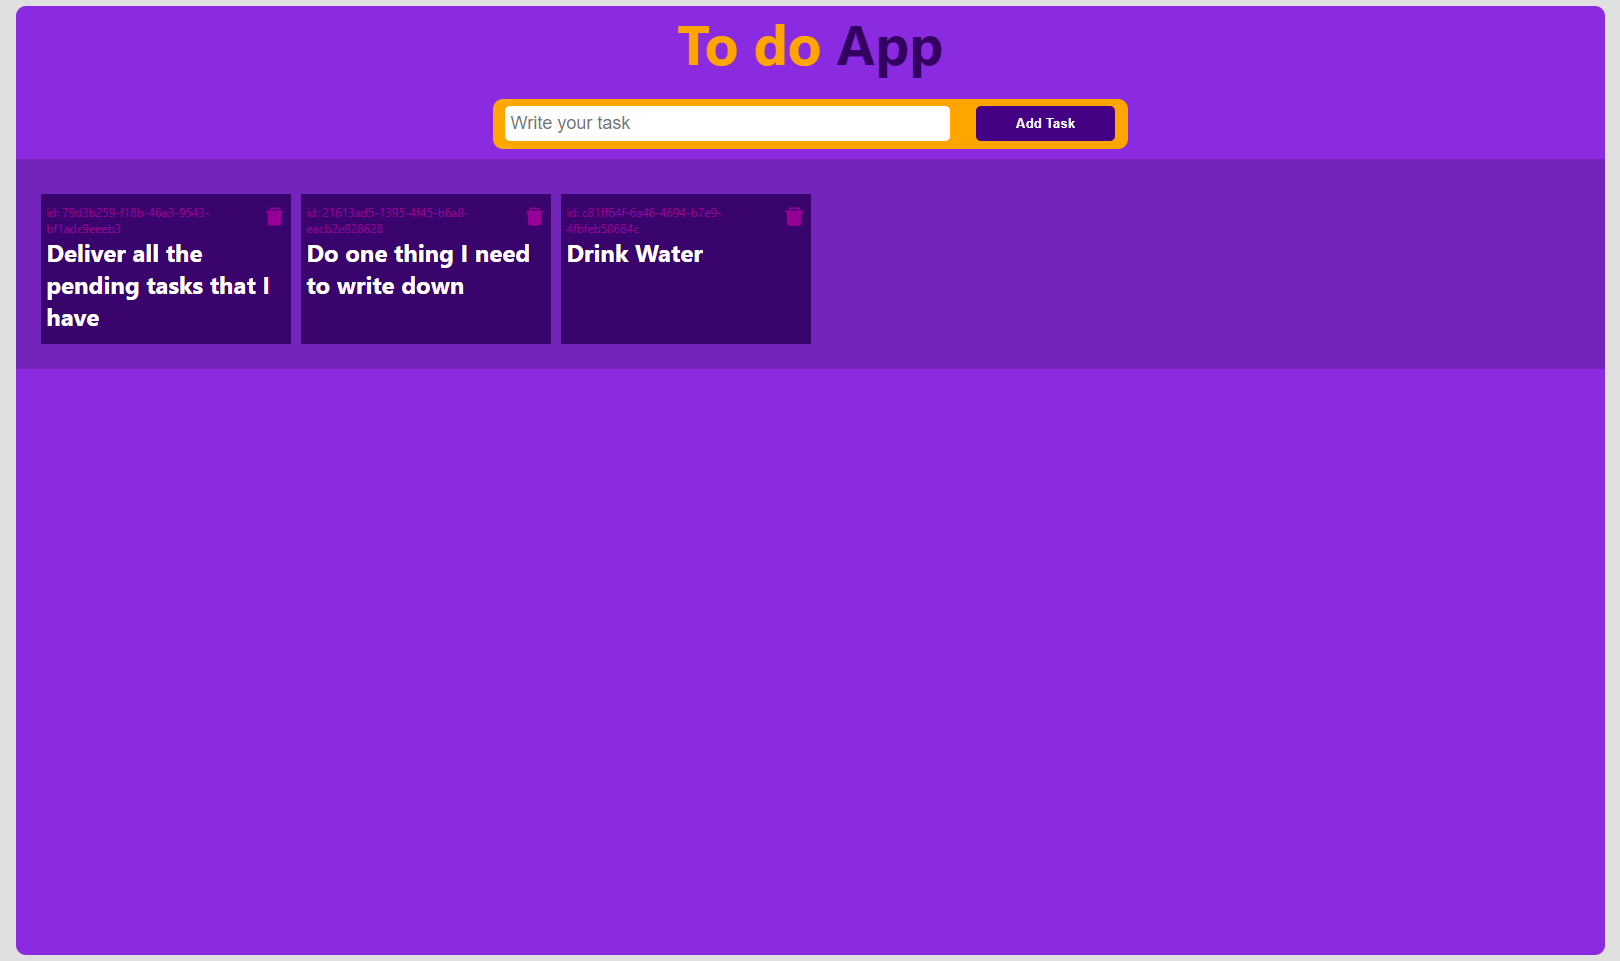 To do App
Write your task
Add Task
id: 79d3b259-f18b-46a3-9543-
bf1adc9eeeb3
Deliver all the
pending tasks that I
have
id: 21613ad5-1395-4f45-b6a8-
eacb2e828628
Do one thing I need
to write down
id: c81ff64f-6a46-4694-b7e9-
4fbfeb58684c
Drink Water